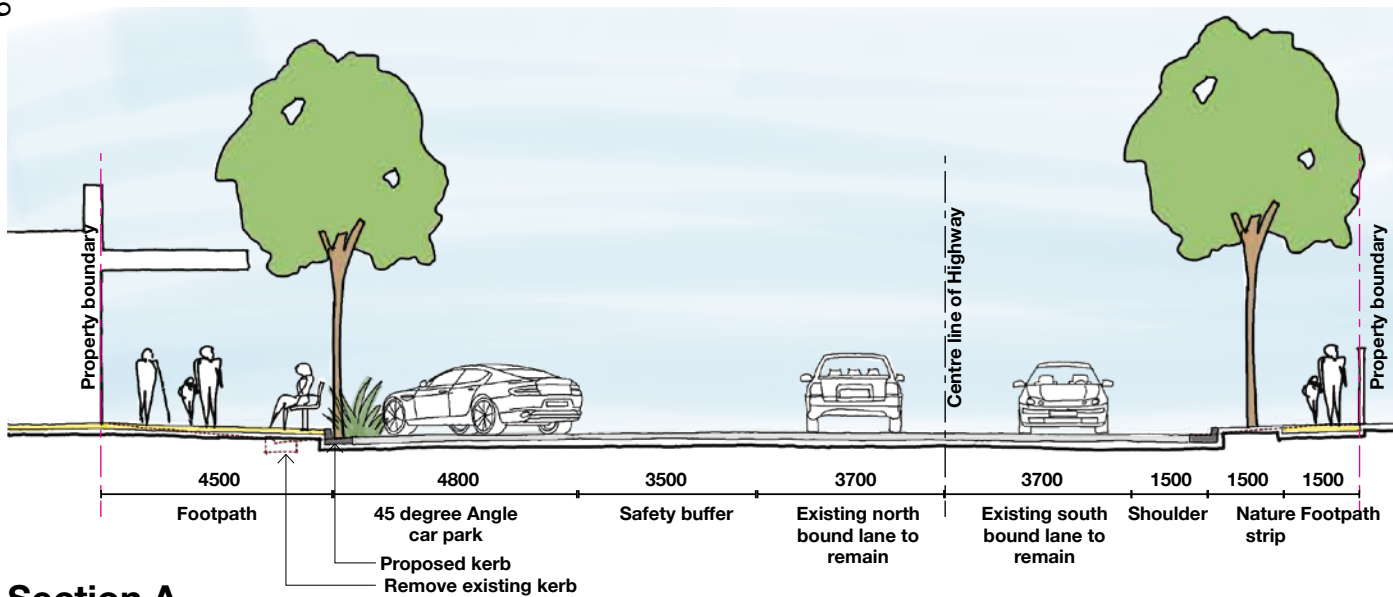 Property boundary
Centre line of Highway
Property boundary
4500
4800
3500
3700
3700
1500
1500
1500
Footpath
45 degree Angle
car park
Safety buffer
Existing north
bound lane to
remain
Existing south
bound lane to
remain
Shoulder
Nature
strip
Footpath
Proposed kerb
Remove existing kerb
Section A